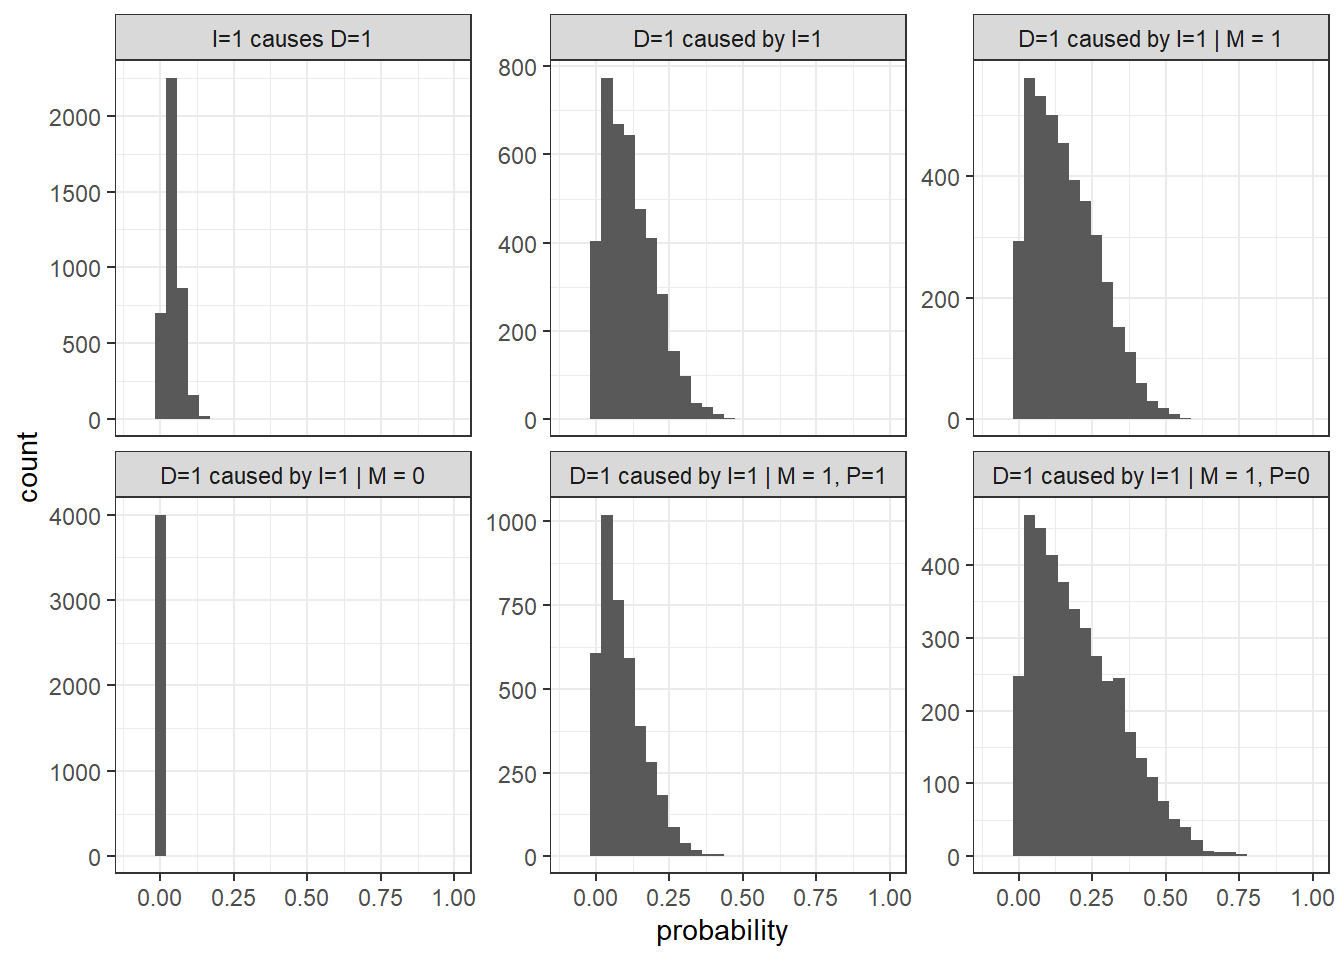 I=1 causes D=1
D=1 caused by I=1
D=1 caused by I=1 | M = 1
2000
1500
1000
500
0
800
600
400
200
0
400
200
0
count
D=1 caused by I=1 | M = 0
D=1 caused by I=1 | M = 1, P=1
D=1 caused by I=1 | M = 1, P=0
4000
3000
2000
1000
0
1000
750
500
250
0
400
300
200
100
0
0.00 0.25 0.50 0.75 1.00
0.00 0.25 0.50 0.75 1.00
0.00 0.25 0.50 0.75 1.00
probability